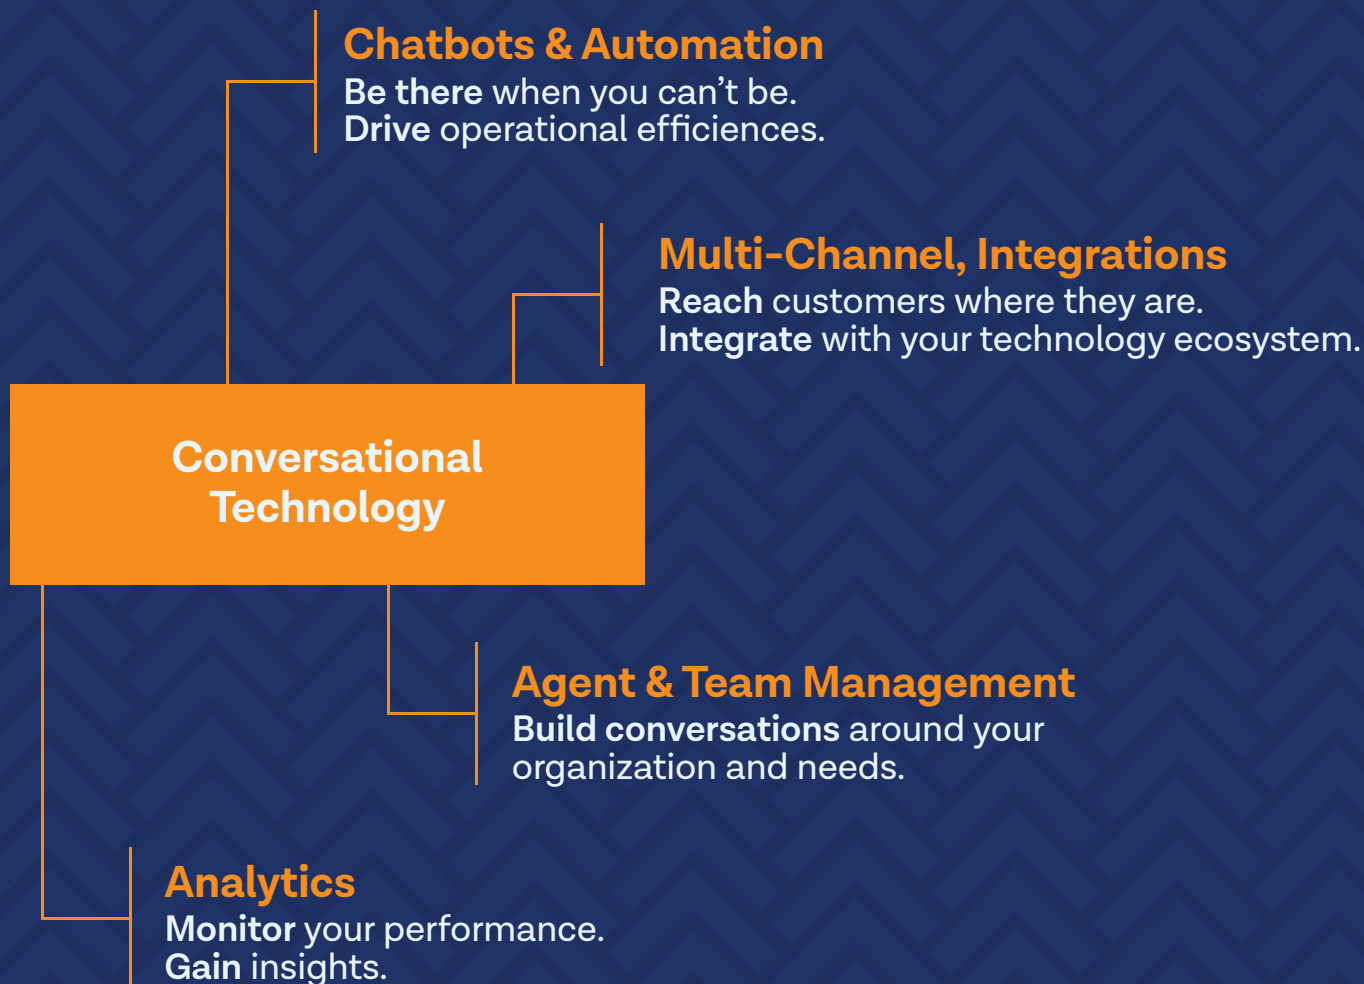 Chatbots & Automation
Be there when you can’t be.
Drive operational efficiences.
Multi-Channel, Integrations
Reach customers where they are.
Integrate with your technology ecosystem.
Conversational
Technology
Agent & Team Management
Build conversations around your
organization and needs.
Analytics
Monitor your performance.
Gain insights.